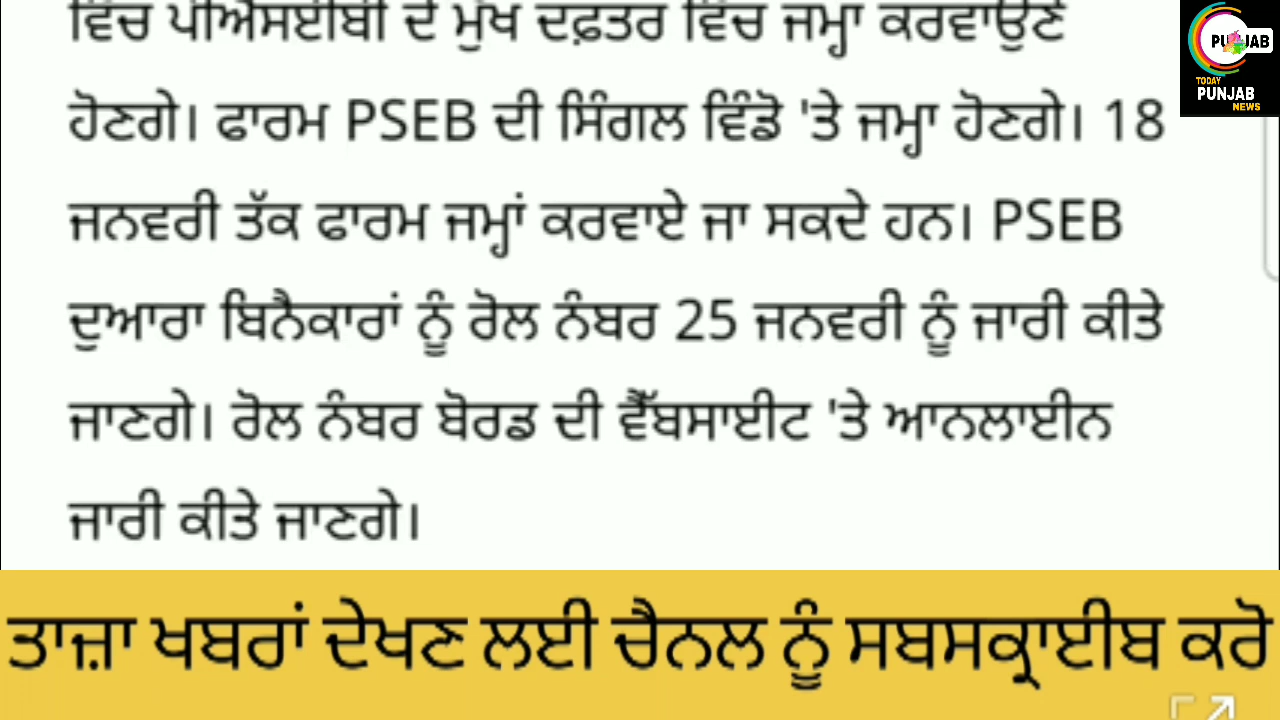 ਵਿੱਚ ਪੀਐਸਈਬੀ ਦੇ ਮੁੱਖ ਦਫ਼ਤਰ ਵਿੱਚ ਜਮ੍ਹਾ ਕਰਵਾਉਣੇ
ਹੋਣਗੇ। ਫਾਰਮ PSEB ਦੀ ਸਿੰਗਲ ਵਿੰਡੋ 'ਤੇ ਜਮ੍ਹਾ ਹੋਣਗੇ। 18
ਜਨਵਰੀ ਤੱਕ ਫਾਰਮ ਜਮ੍ਹਾਂ ਕਰਵਾਏ ਜਾ ਸਕਦੇ ਹਨ। PSEB
ਦੁਆਰਾ ਬਿਨੈਕਾਰਾਂ ਨੂੰ ਰੋਲ ਨੰਬਰ 25 ਜਨਵਰੀ ਨੂੰ ਜਾਰੀ ਕੀਤੇ
ਜਾਣਗੇ। ਰੋਲ ਨੰਬਰ ਬੋਰਡ ਦੀ ਵੈੱਬਸਾਈਟ 'ਤੇ ਆਨਲਾਈਨ
ਜਾਰੀ ਕੀਤੇ ਜਾਣਗੇ।
ਤਾਜ਼ਾ ਖਬਰਾਂ ਦੇਖਣ ਲਈ ਚੈਨਲ ਨੂੰ ਸਬਸਕ੍ਰਾਈਬ ਕਰੋ
PUNJAB
TODAY
PUNJAB
NEWS